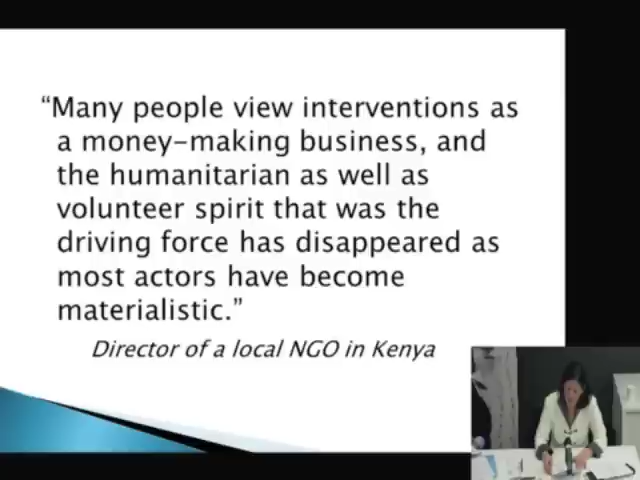 “Many people view interventions as
a money-making business, and
the humanitarian as well as
volunteer spirit that was the
driving force has disappeared as
most actors have become
materialistic.”
Director of a local NGO in Kenya